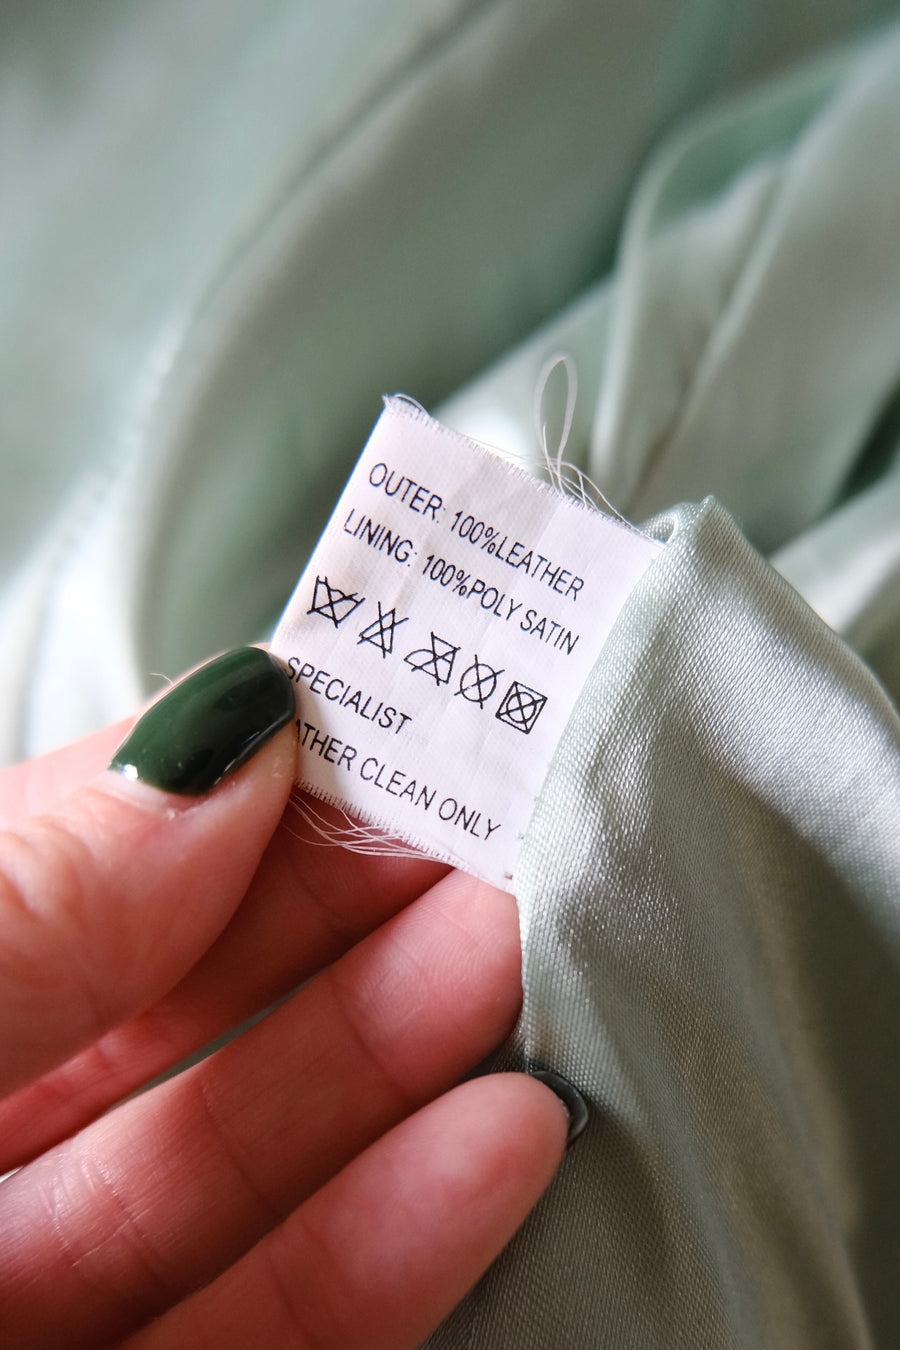 OUTER: 100%LEATHER
LINING: 100%POLY SATIN
SPECIALIST
ATHER CLEAN ONLY